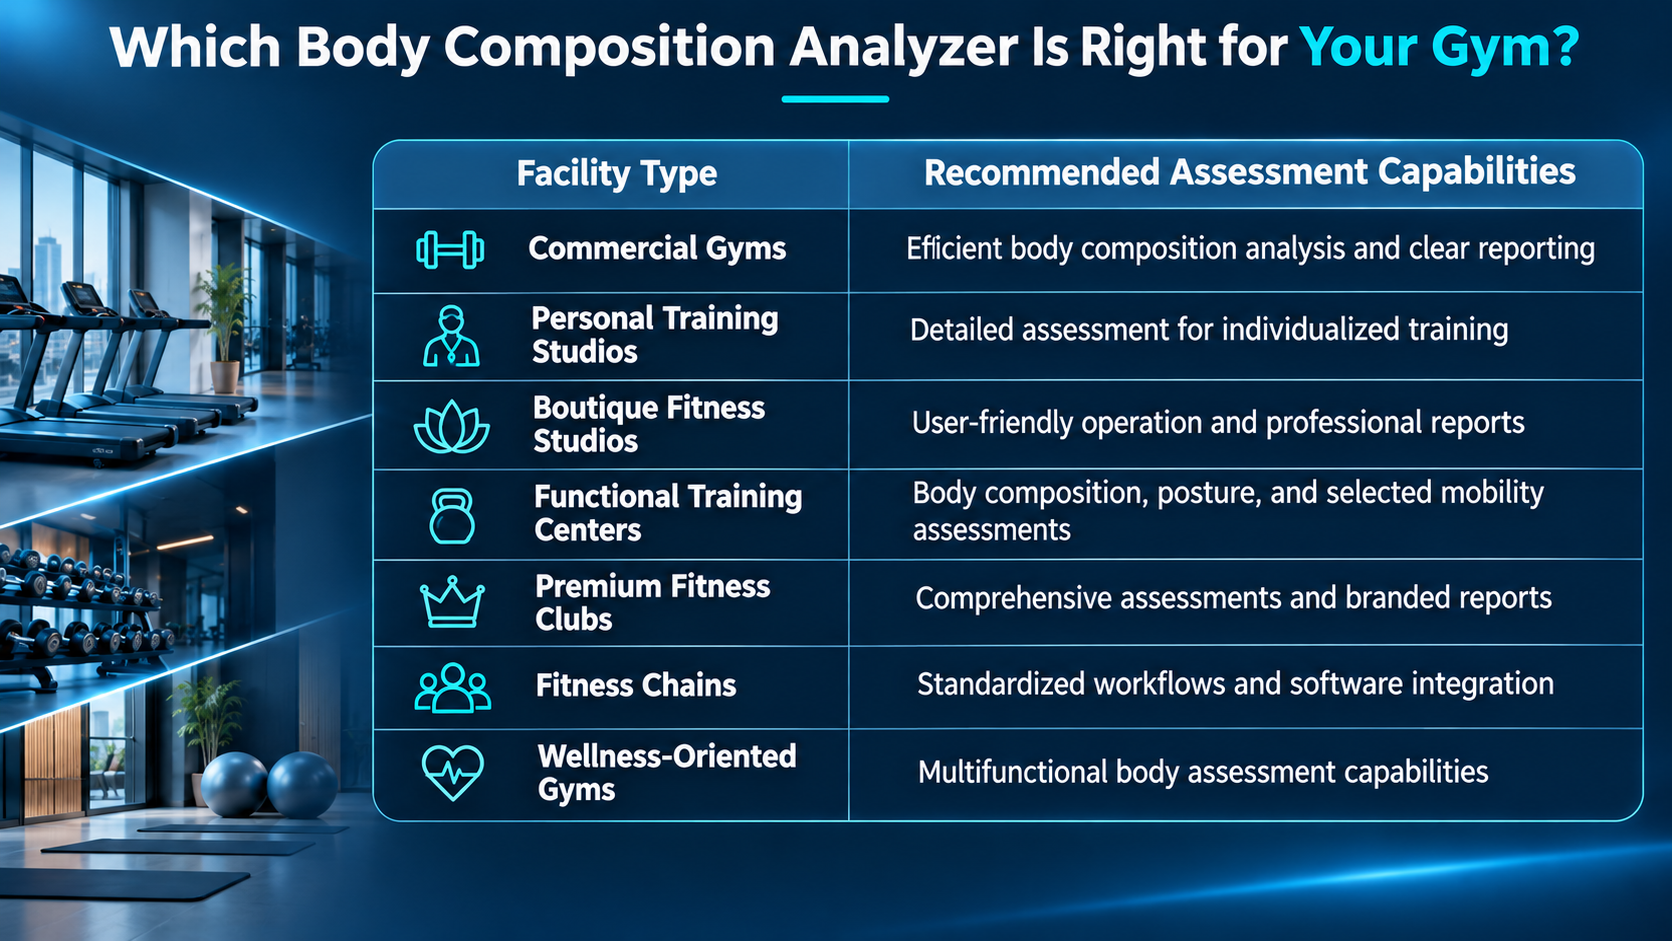 Which Body Composition Analyzer Is Right for Your Gym?
Facility Type
Recommended Assessment Capabilities
Commercial Gyms
Efficient body composition analysis and clear reporting
Personal Training
Studios
Detailed assessment for individualized training
Boutique Fitness
Studios
User-friendly operation and professional reports
Functional Training
Centers
Body composition, posture, and selected mobility
assessments
Premium Fitness
Clubs
Comprehensive assessments and branded reports
Fitness Chains
Standardized workflows and software integration
Wellness-Oriented
Gyms
Multifunctional body assessment capabilities